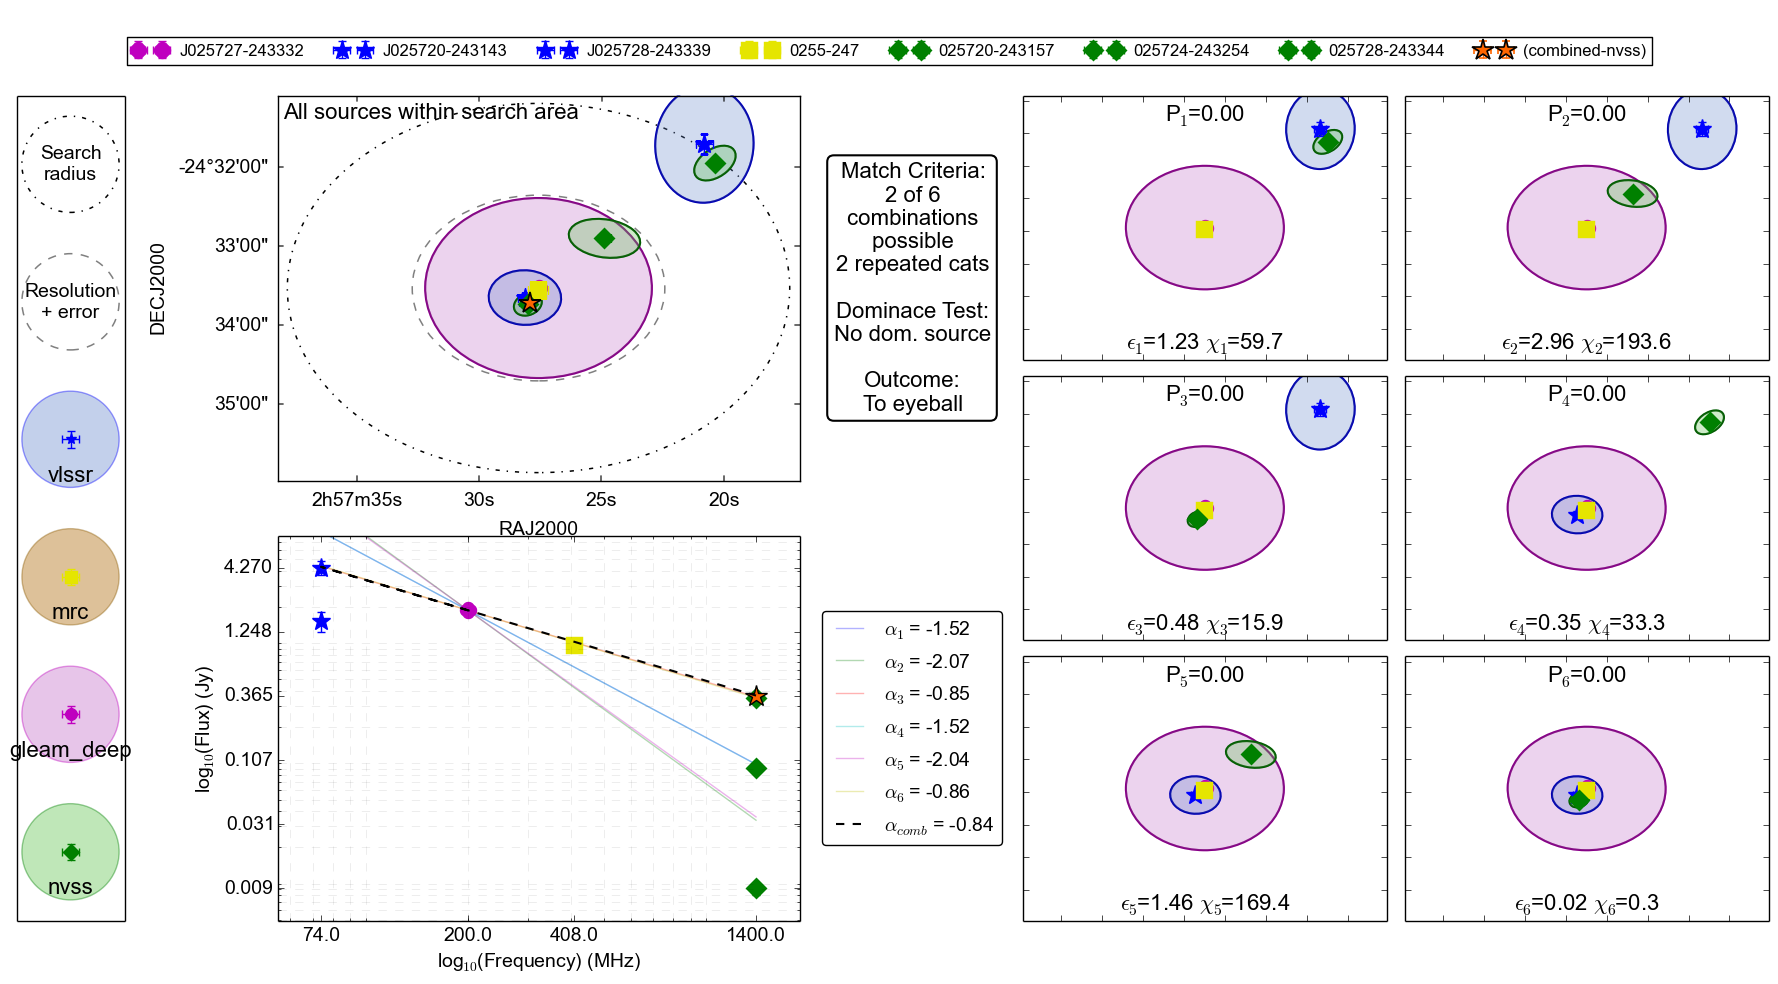 J025727-243332 J025720-243143 J025728-243339 0255-247 025720-243157 025724-243254 025728-243344 (combined-nvss)
Search
radius
Resolution
+ error
vlssr
mrc
gleam_deep
nvss
All sources within search area
DECJ2000
-24°32'00"
33'00"
34'00"
35'00"
2h57m35s 30s 25s 20s
RAJ2000
log₁₀(Flux) (Jy)
4.270
1.248
0.365
0.107
0.031
0.009
74.0 200.0 408.0 1400.0
log₁₀(Frequency) (MHz)
Match Criteria:
2 of 6
combinations
possible
2 repeated cats
Dominace Test:
No dom. source
Outcome:
To eyeball
α₁ = -1.52
α₂ = -2.07
α₃ = -0.85
α₄ = -1.52
α₅ = -2.04
α₆ = -0.86
α_comb = -0.84
P₁=0.00
ϵ₁=1.23 χ₁=59.7
P₂=0.00
ϵ₂=2.96 χ₂=193.6
P₃=0.00
ϵ₃=0.48 χ₃=15.9
P₄=0.00
ϵ₄=0.35 χ₄=33.3
P₅=0.00
ϵ₅=1.46 χ₅=169.4
P₆=0.00
ϵ₆=0.02 χ₆=0.3